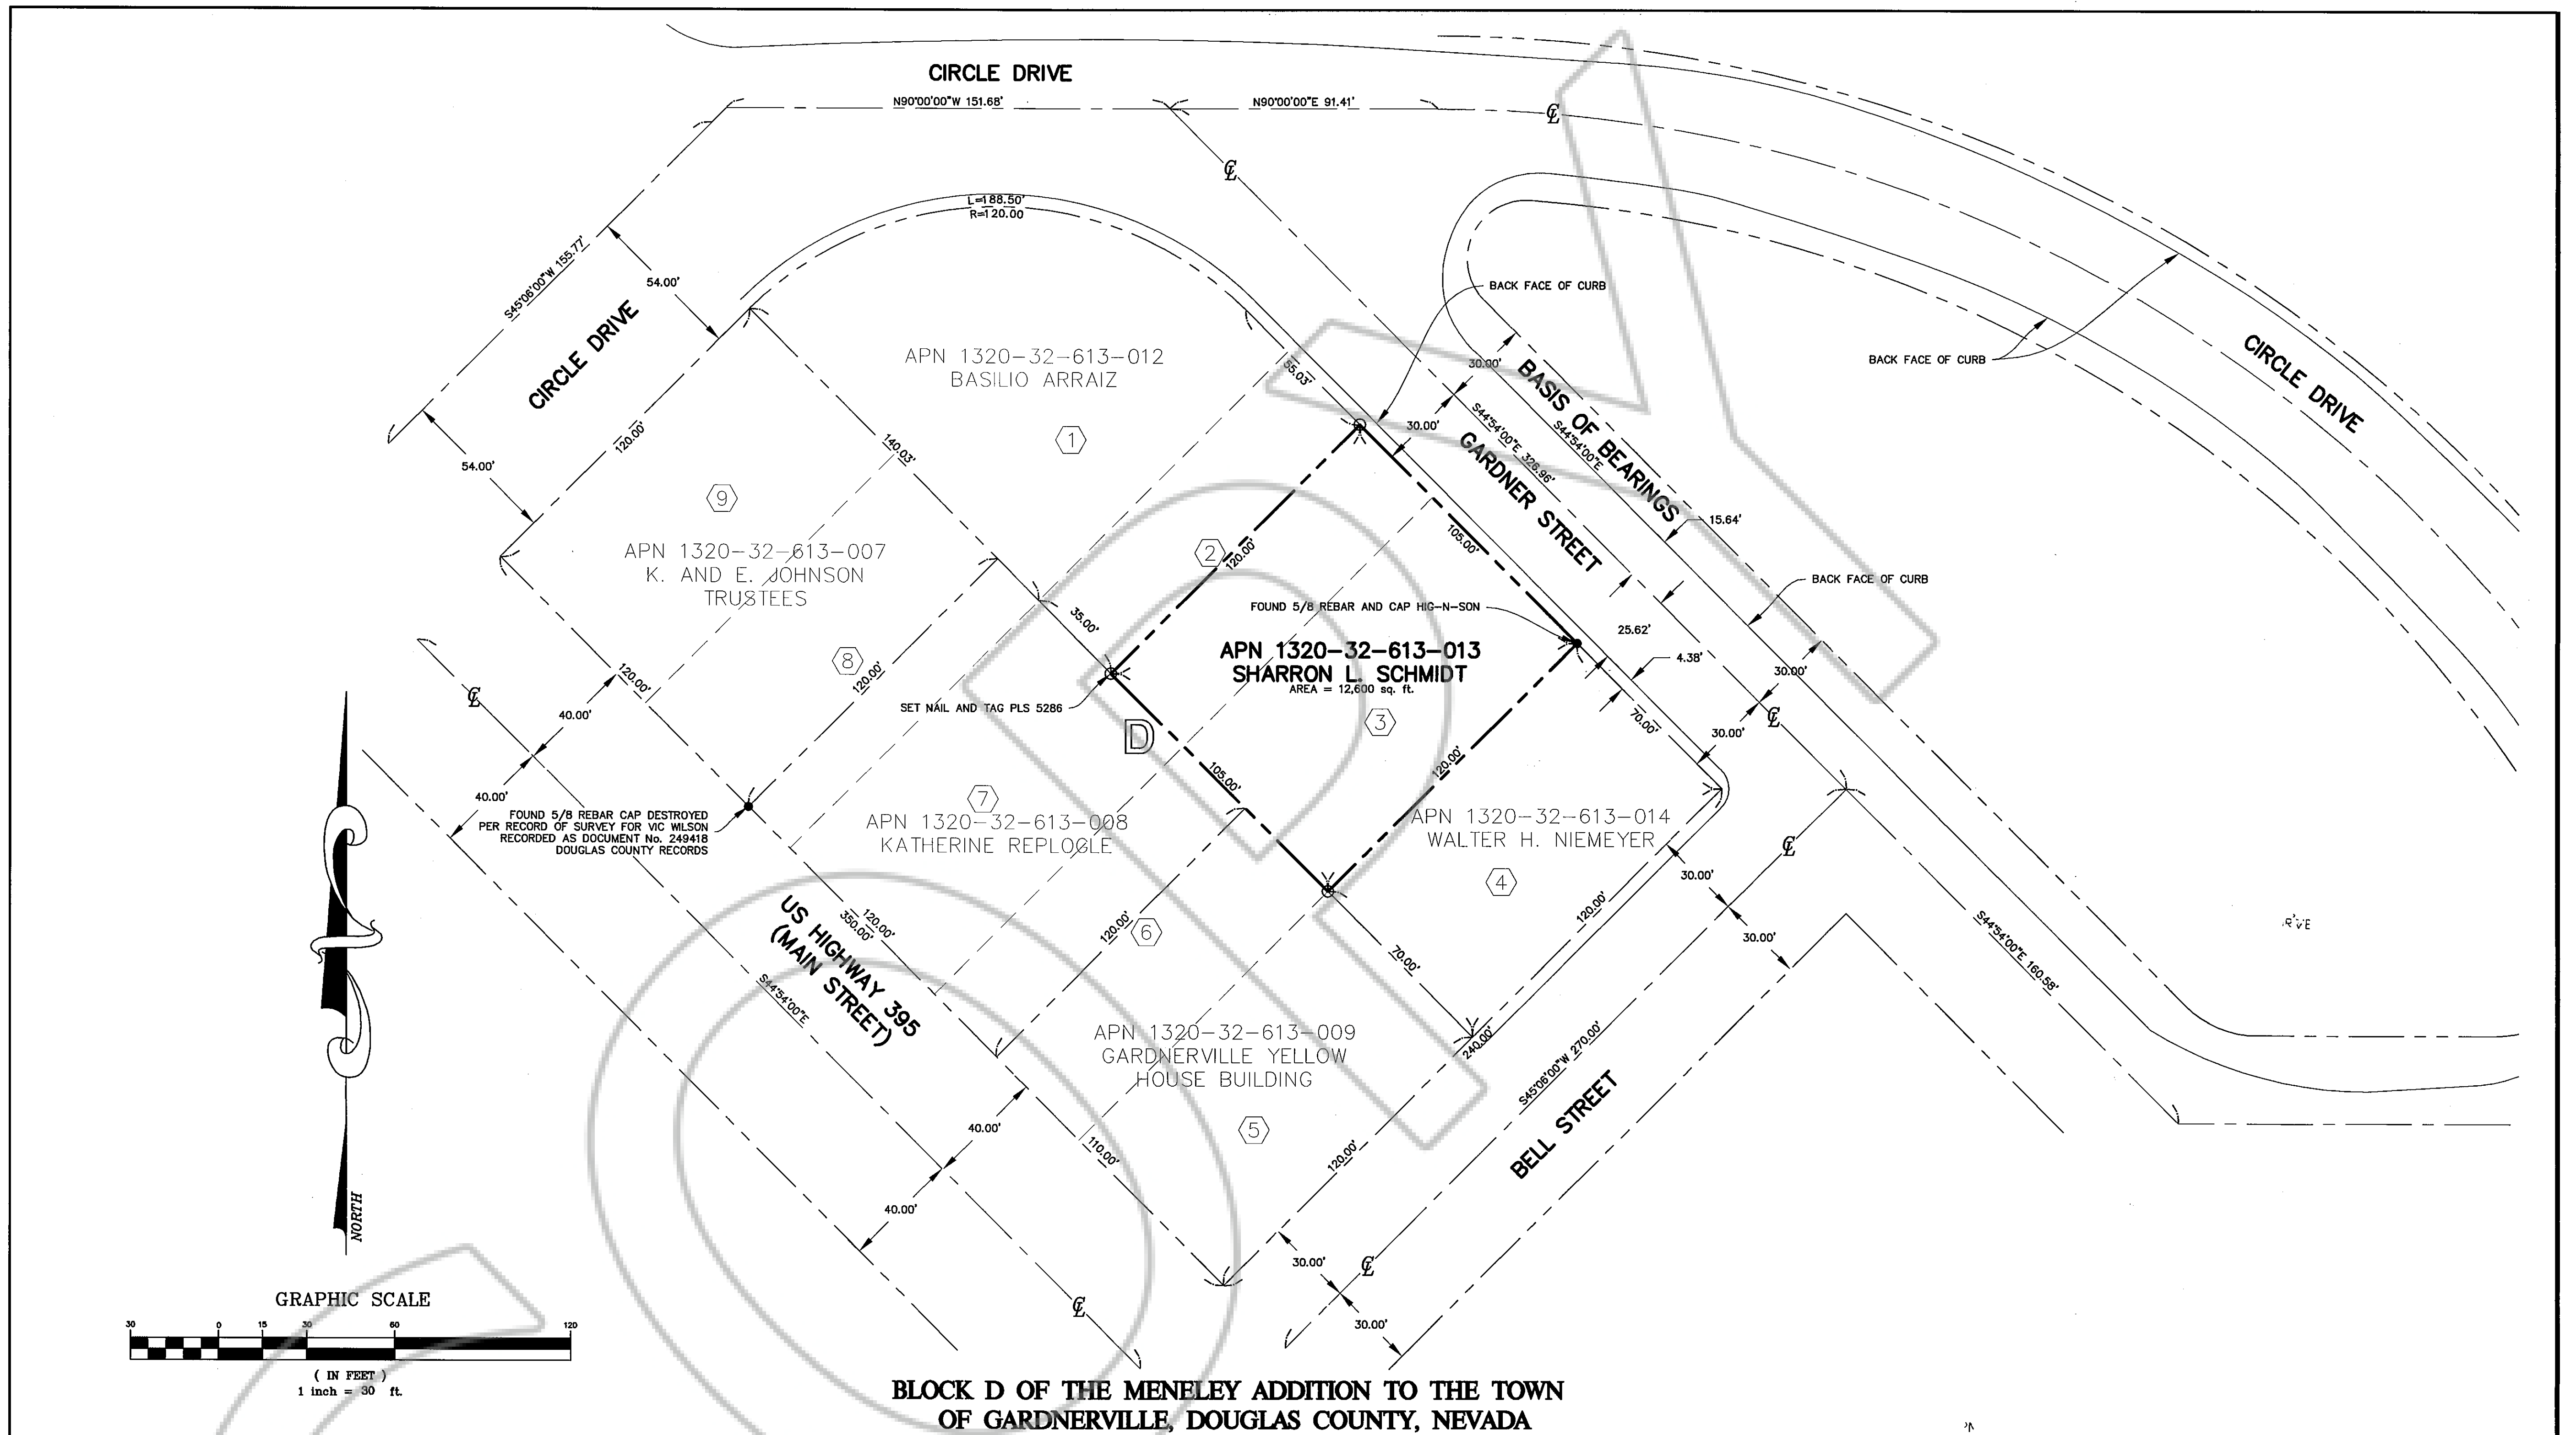 CIRCLE DRIVE
N90°00'00"W 151.68'
N90°00'00"E 91.41'
℄
℄
L=188.50'
R=120.00
S45°06'00"W 155.77'
54.00'
CIRCLE DRIVE
BACK FACE OF CURB
APN 1320-32-613-012
BASILIO ARRAIZ
55.03'
30.00'
BASIS OF BEARINGS
S44°54'00"E
BACK FACE OF CURB
CIRCLE DRIVE
120.00'
140.03'
1
30.00'
S44°54'00"E 326.96'
GARDNER STREET
54.00'
9
15.64'
105.00'
2
120.00'
APN 1320-32-613-007
K. AND E. JOHNSON
TRUSTEES
BACK FACE OF CURB
FOUND 5/8 REBAR AND CAP HIG-N-SON
35.00'
25.62'
APN 1320-32-613-013
SHARRON L. SCHMIDT
AREA = 12,600 sq. ft.
4.38'
30.00'
8
120.00'
120.00'
℄
SET NAIL AND TAG PLS 5286
40.00'
3
70.00'
℄
30.00'
D
120.00'
105.00'
40.00'
7
FOUND 5/8 REBAR CAP DESTROYED
PER RECORD OF SURVEY FOR VIC WILSON
RECORDED AS DOCUMENT No. 249418
DOUGLAS COUNTY RECORDS
APN 1320-32-613-008
KATHERINE REPLOGLE
APN 1320-32-613-014
WALTER H. NIEMEYER
℄
4
30.00'
120.00'
120.00'
350.00'
US HIGHWAY 395
(MAIN STREET)
S44°54'00"E
120.00'
6
30.00'
70.00'
S44°54'00"E 160.58'
APN 1320-32-613-009
GARDNERVILLE YELLOW
HOUSE BUILDING
240.00'
S45°06'00"W 270.00'
BELL STREET
5
40.00'
110.00'
120.00'
40.00'
NORTH
30.00'
℄
℄
30.00'
GRAPHIC SCALE
30 0 15 30 60 120
( IN FEET )
1 inch = 30 ft.
BLOCK D OF THE MENELEY ADDITION TO THE TOWN
OF GARDNERVILLE, DOUGLAS COUNTY, NEVADA